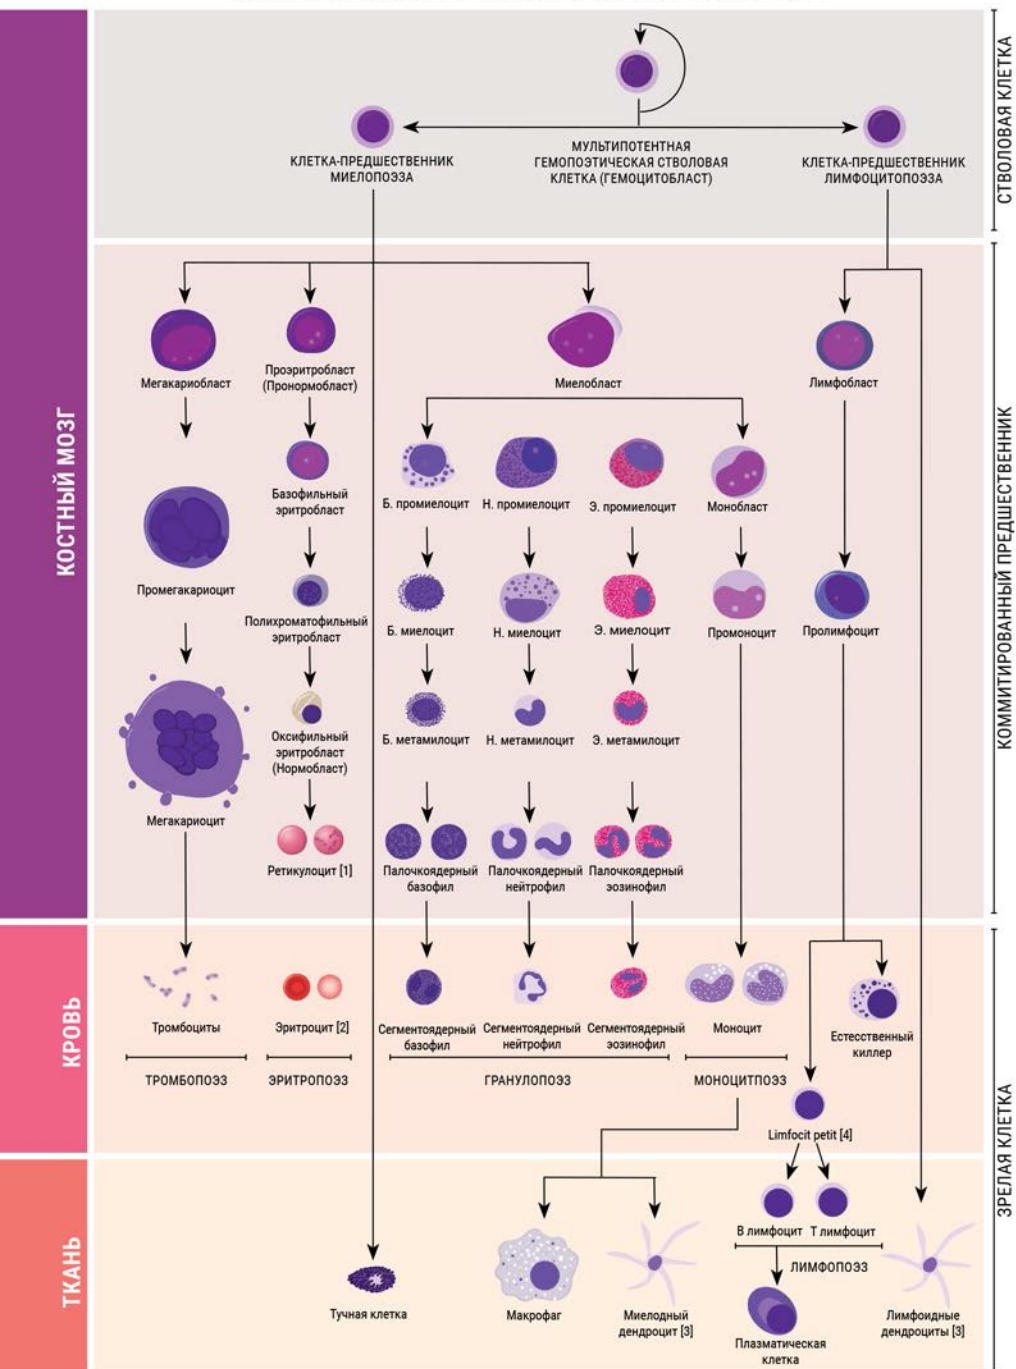 СТВОЛОВАЯ КЛЕТКА
КЛЕТКА-ПРЕДШЕСТВЕННИК
МИЕЛОПОЭЗА
МУЛЬТИПОТЕНТНАЯ
ГЕМОПОЭТИЧЕСКАЯ СТВОЛОВАЯ
КЛЕТКА (ГЕМОЦИТОБЛАСТ)
КЛЕТКА-ПРЕДШЕСТВЕННИК
ЛИМФОЦИТОПОЭЗА
КОСТНЫЙ МОЗГ
КОММИТИРОВАННЫЙ ПРЕДШЕСТВЕННИК
Мегакариобласт
Проэритробласт
(Пронормобласт)
Миелобласт
Лимфобласт
Базофильный
эритробласт
Б. промиелоцит
Н. промиелоцит
Э. промиелоцит
Монобласт
Промегакариоцит
Полихроматофильный
эритробласт
Б. миелоцит
Н. миелоцит
Э. миелоцит
Промоноцит
Пролимфоцит
Оксифильный
эритробласт
(Нормобласт)
Б. метамилоцит
Н. метамилоцит
Э. метамилоцит
Мегакариоцит
Ретикулоцит [1]
Палочкоядерный
базофил
Палочкоядерный
нейтрофил
Палочкоядерный
эозинофил
КРОВЬ
ЗРЕЛАЯ КЛЕТКА
Тромбоциты
Эритроцит [2]
Сегментоядерный
базофил
Сегментоядерный
нейтрофил
Сегментоядерный
эозинофил
Моноцит
Естесственный
киллер
ТРОМБОПОЭЗ
ЭРИТРОПОЭЗ
ГРАНУЛОПОЭЗ
МОНОЦИТПОЭЗ
Limfocit petit [4]
ТКАНЬ
В лимфоцит
Т лимфоцит
ЛИМФОПОЭЗ
Тучная клетка
Макрофаг
Миелодный
дендроцит [3]
Плазматическая
клетка
Лимфоидные
дендроциты [3]